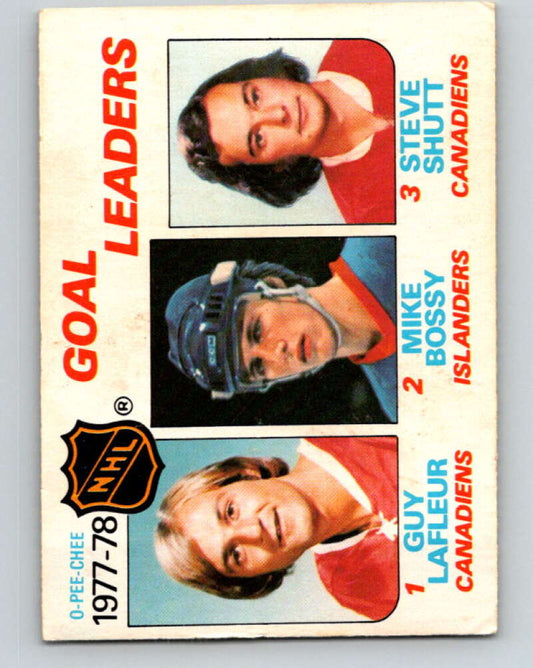 O-PEE-CHEE
1977-78
NHL
®
GOAL
LEADERS
1 GUY
LAFLEUR
CANADIENS
2 MIKE
BOSSY
ISLANDERS
3 STEVE
SHUTT
CANADIENS
CCM